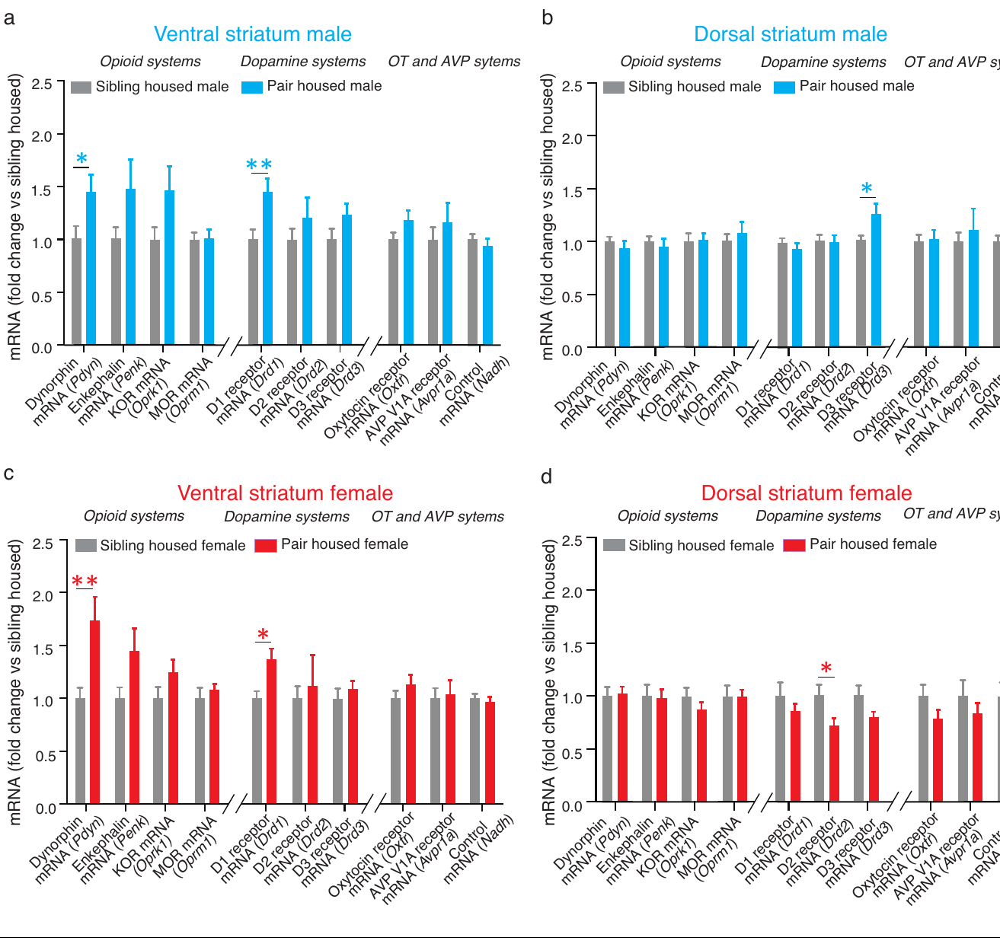 a
Ventral striatum male
Opioid systems Dopamine systems OT and AVP sytems
Sibling housed male Pair housed male
mRNA (fold change vs sibling housed)
2.5
2.0
1.5
1.0
0.5
0.0
*
**
Dynorphin
mRNA (Pdyn)
Enkephalin
mRNA (Penk)
KOR mRNA
(Oprk1)
MOR mRNA
(Oprm1)
D1 receptor
mRNA (Drd1)
D2 receptor
mRNA (Drd2)
D3 receptor
mRNA (Drd3)
Oxytocin receptor
mRNA (Oxtr)
AVP V1A receptor
mRNA (Avpr1a)
Control
mRNA (Nadh)
b
Dorsal striatum male
Opioid systems Dopamine systems OT and AVP sy
Sibling housed male Pair housed male
mRNA (fold change vs sibling housed)
2.5
2.0
1.5
1.0
0.5
0.0
*
Dynorphin
mRNA (Pdyn)
Enkephalin
mRNA (Penk)
KOR mRNA
(Oprk1)
MOR mRNA
(Oprm1)
D1 receptor
mRNA (Drd1)
D2 receptor
mRNA (Drd2)
D3 receptor
mRNA (Drd3)
Oxytocin receptor
mRNA (Oxtr)
AVP V1A receptor
mRNA (Avpr1a)
Contro
mRNA
c
Ventral striatum female
Opioid systems Dopamine systems OT and AVP sytems
Sibling housed female Pair housed female
mRNA (fold change vs sibling housed)
2.5
2.0
1.5
1.0
0.5
0.0
**
*
Dynorphin
mRNA (Pdyn)
Enkephalin
mRNA (Penk)
KOR mRNA
(Oprk1)
MOR mRNA
(Oprm1)
D1 receptor
mRNA (Drd1)
D2 receptor
mRNA (Drd2)
D3 receptor
mRNA (Drd3)
Oxytocin receptor
mRNA (Oxtr)
AVP V1A receptor
mRNA (Avpr1a)
Control
mRNA (Nadh)
d
Dorsal striatum female
Opioid systems Dopamine systems OT and AVP sy
Sibling housed female Pair housed female
mRNA (fold change vs sibling housed)
2.5
2.0
1.5
1.0
0.5
0.0
*
Dynorphin
mRNA (Pdyn)
Enkephalin
mRNA (Penk)
KOR mRNA
(Oprk1)
MOR mRNA
(Oprm1)
D1 receptor
mRNA (Drd1)
D2 receptor
mRNA (Drd2)
D3 receptor
mRNA (Drd3)
Oxytocin receptor
mRNA (Oxtr)
AVP V1A receptor
mRNA (Avpr1a)
Contro
mRNA